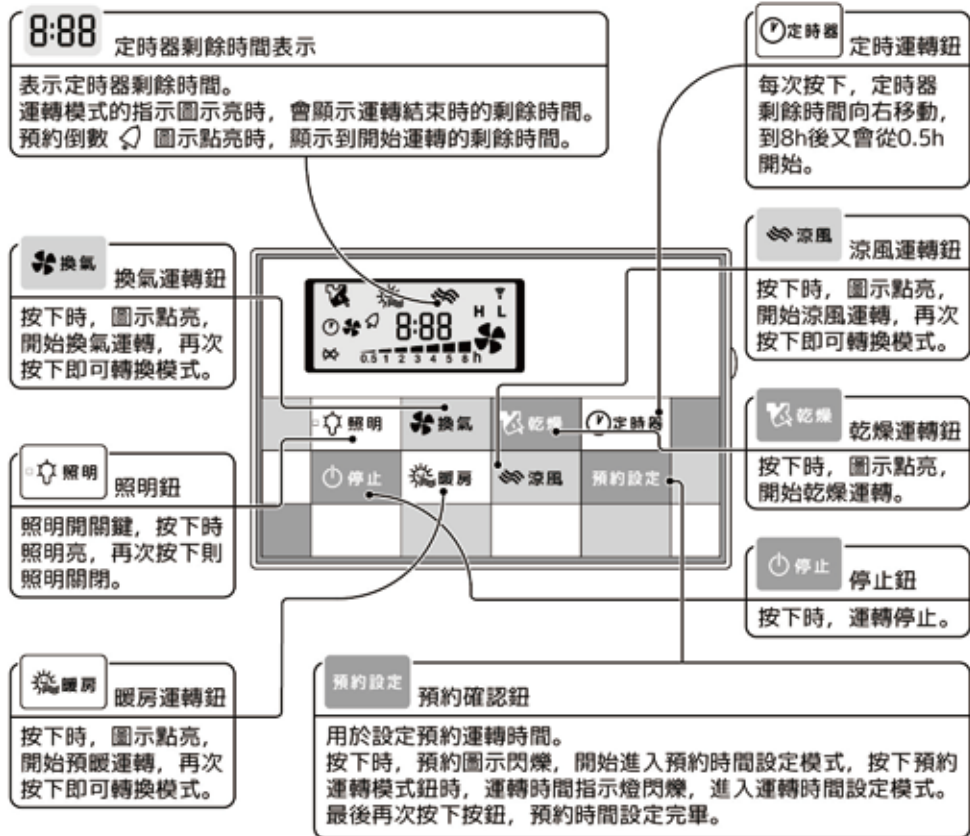 8:88 定時器剩餘時間表示
表示定時器剩餘時間。
運轉模式的指示圖示亮時，會顯示運轉結束時的剩餘時間。
預約倒數 圖示點亮時，顯示到開始運轉的剩餘時間。
定時器 定時運轉鈕
每次按下，定時器
剩餘時間向右移動，
到8h後又會從0.5h
開始。
換氣 換氣運轉鈕
按下時，圖示點亮，
開始換氣運轉，再次
按下即可轉換模式。
涼風 涼風運轉鈕
按下時，圖示點亮，
開始涼風運轉，再次
按下即可轉換模式。
H L
8:88
0.5 1 2 3 4 5 6 h
照明 換氣 乾燥 定時器
停止 暖房 涼風 預約設定
照明 照明鈕
照明開關鍵，按下時
照明亮，再次按下則
照明關閉。
乾燥 乾燥運轉鈕
按下時，圖示點亮，
開始乾燥運轉。
停止 停止鈕
按下時，運轉停止。
暖房 暖房運轉鈕
按下時，圖示點亮，
開始預暖運轉，再次
按下即可轉換模式。
預約設定 預約確認鈕
用於設定預約運轉時間。
按下時，預約圖示閃爍，開始進入預約時間設定模式，按下預約
運轉模式鈕時，運轉時間指示燈閃爍，進入運轉時間設定模式。
最後再次按下按鈕，預約時間設定完畢。